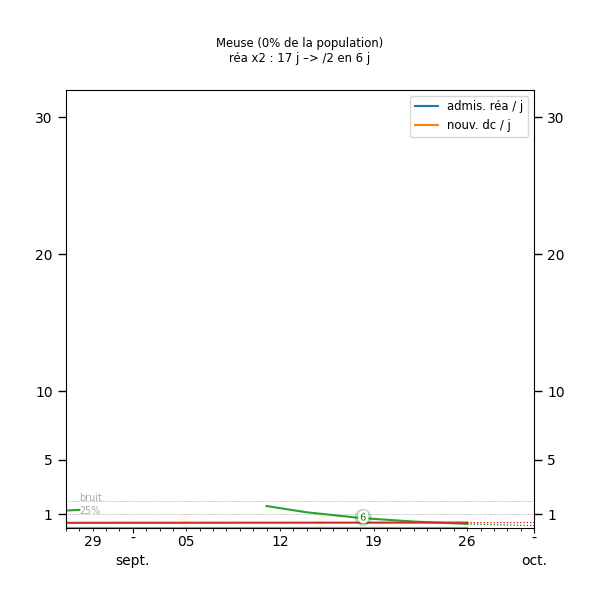 Meuse (0% de la population)
réa x2 : 17 j –> /2 en 6 j
admis. réa / j
nouv. dc / j
30 30
20 20
10 10
5 5
bruit
25%
1 1
6
29 - 05 12 19 26 -
sept. oct.